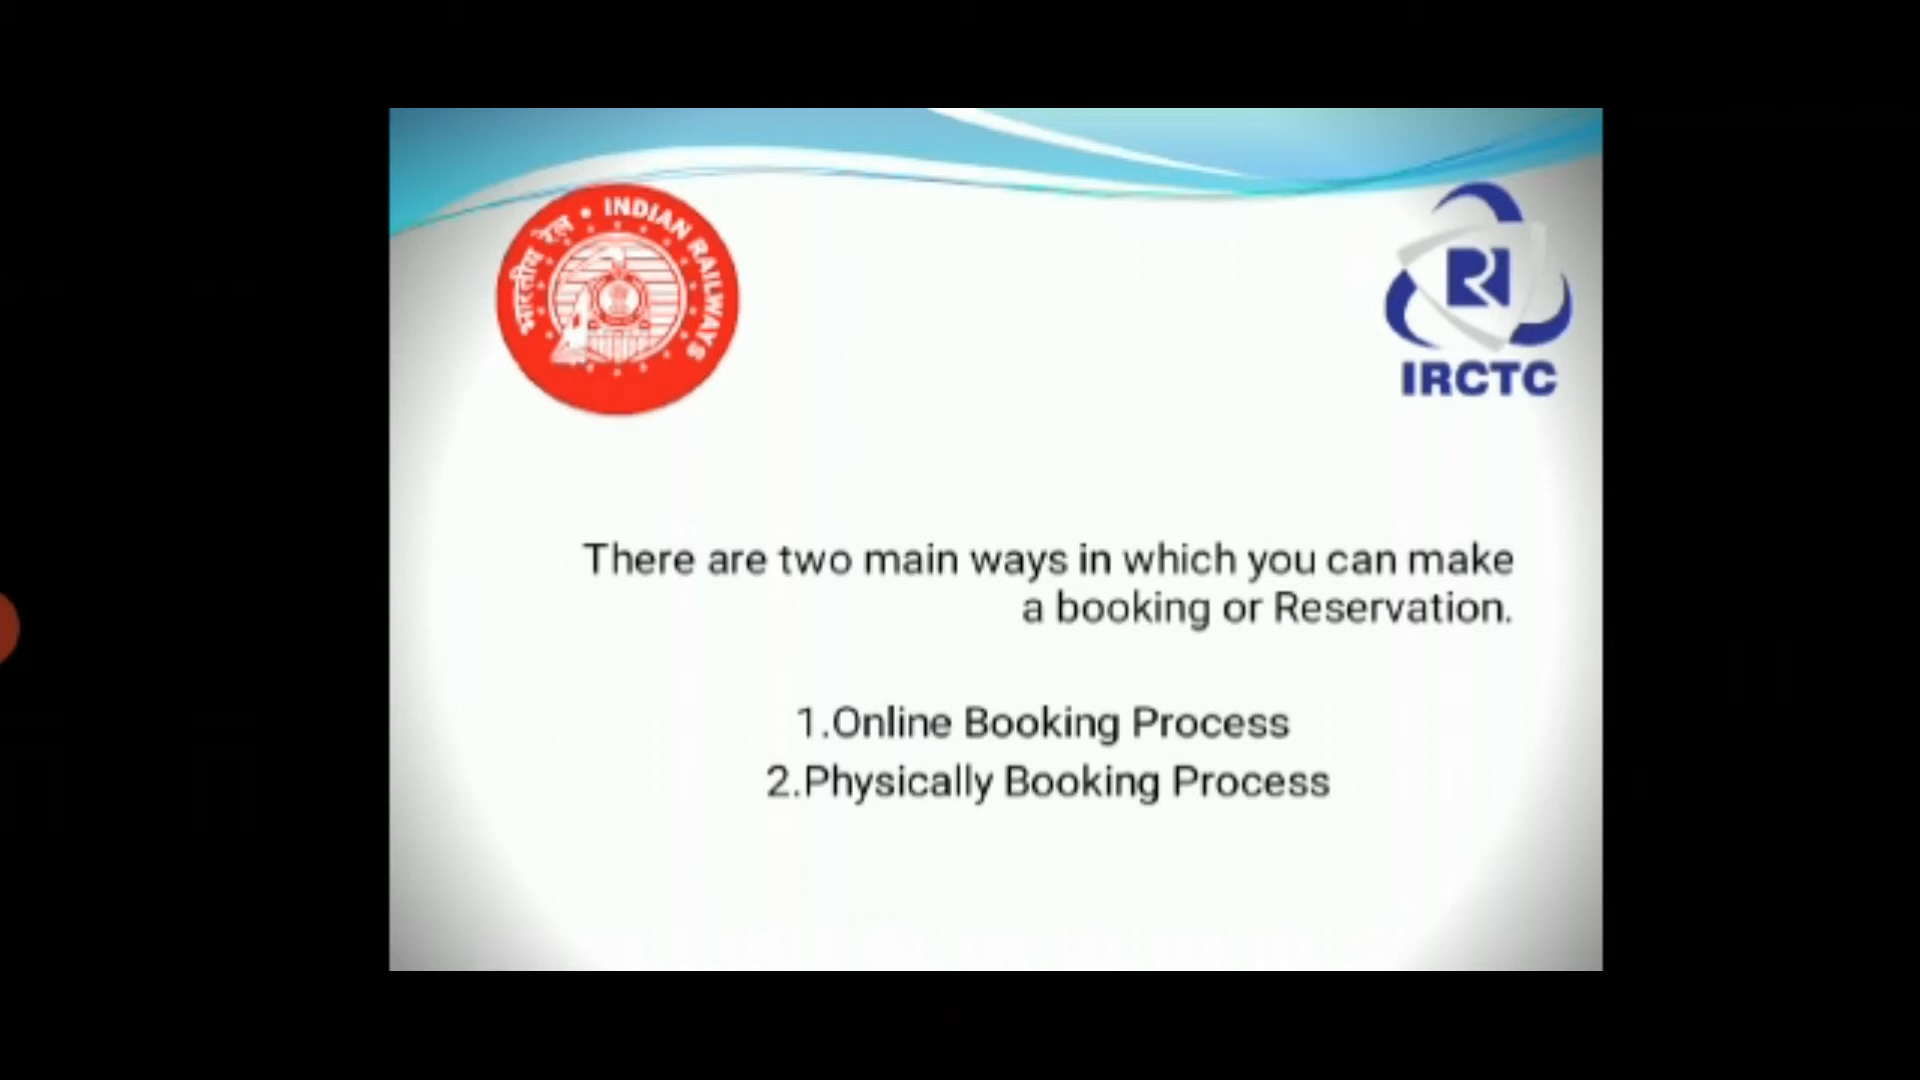 भारतीय रेल • INDIAN RAILWAYS
IRCTC
There are two main ways in which you can make
a booking or Reservation.
1.Online Booking Process
2.Physically Booking Process